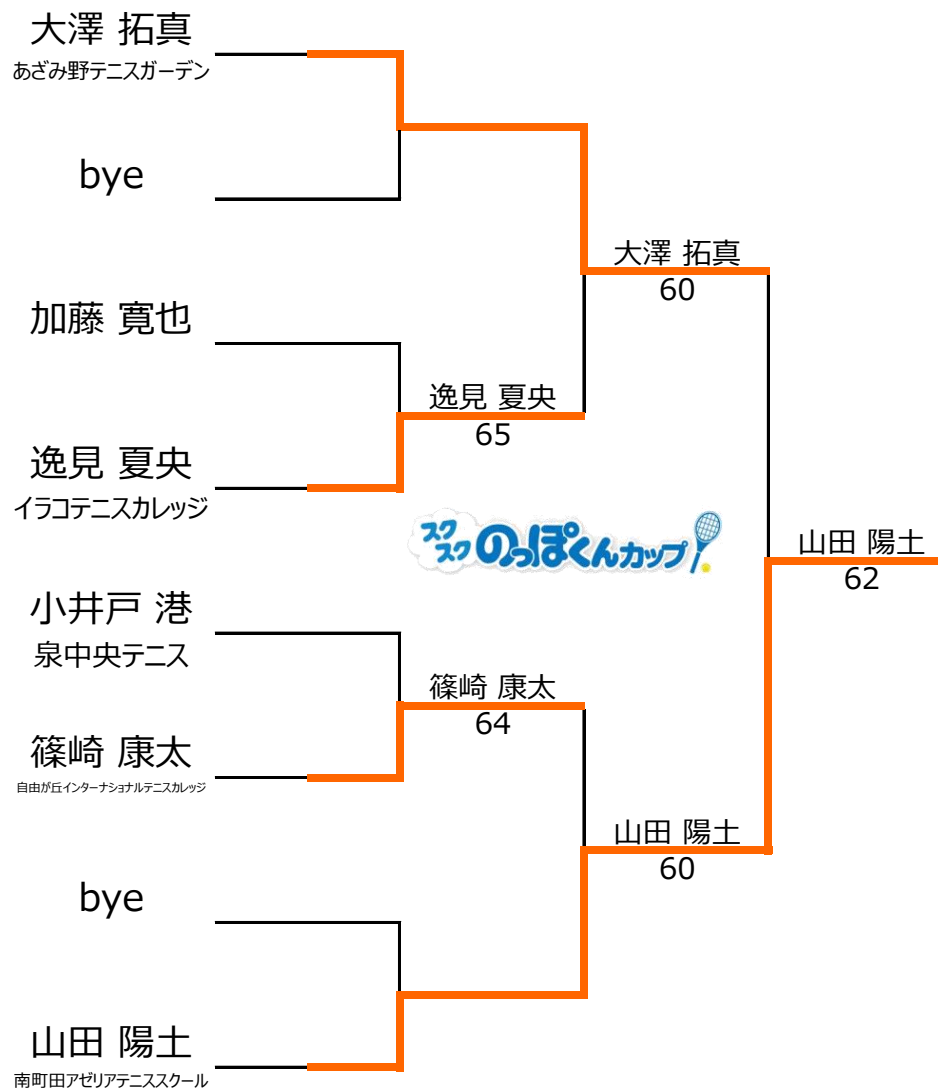 大澤 拓真
あざみ野テニスガーデン
bye
加藤 寛也
逸見 夏央
イラコテニスカレッジ
小井戸 港
泉中央テニス
篠崎 康太
自由が丘インターナショナルテニスカレッジ
bye
山田 陽土
南町田アゼリアテニススクール
逸見 夏央
65
篠崎 康太
64
大澤 拓真
60
山田 陽土
60
山田 陽土
62
スクスクのっぽくんカップ